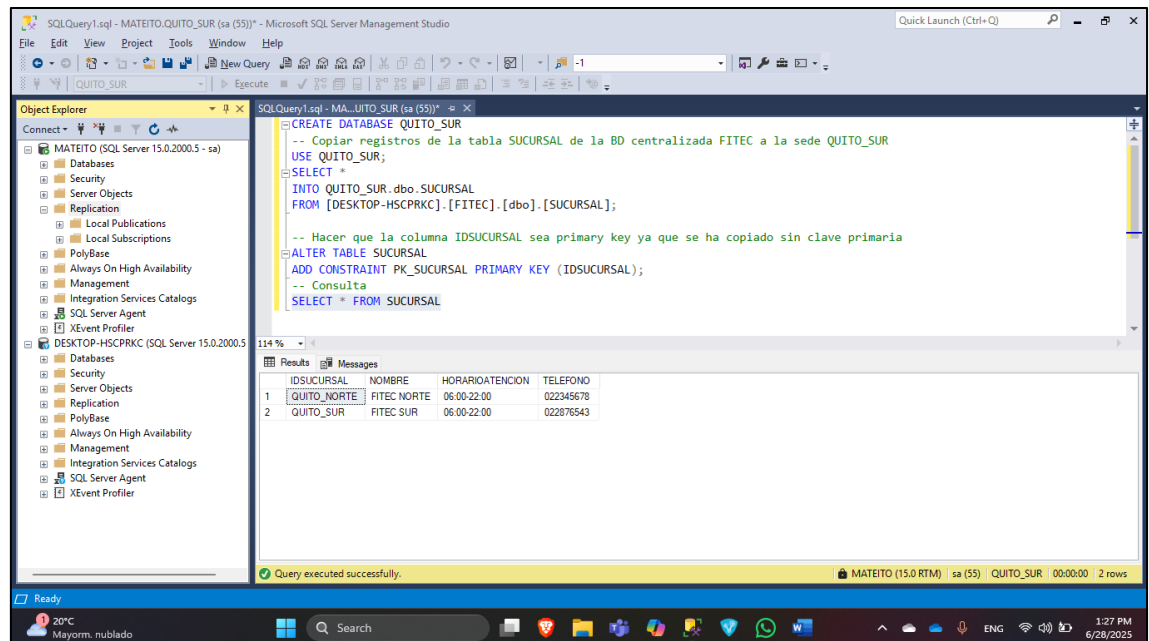 SQLQuery1.sql - MATEITO.QUITO_SUR (sa (55))* - Microsoft SQL Server Management Studio
Quick Launch (Ctrl+Q)
File Edit View Project Tools Window Help
New Query
-1
QUITO_SUR
Execute
Object Explorer
Connect
MATEITO (SQL Server 15.0.2000.5 - sa)
Databases
Security
Server Objects
Replication
Local Publications
Local Subscriptions
PolyBase
Always On High Availability
Management
Integration Services Catalogs
SQL Server Agent
XEvent Profiler
DESKTOP-HSCPRKC (SQL Server 15.0.2000.5
Databases
Security
Server Objects
Replication
PolyBase
Always On High Availability
Management
Integration Services Catalogs
SQL Server Agent
XEvent Profiler
SQLQuery1.sql - MA...UITO_SUR (sa (55))*
CREATE DATABASE QUITO_SUR
-- Copiar registros de la tabla SUCURSAL de la BD centralizada FITEC a la sede QUITO_SUR
USE QUITO_SUR;
SELECT *
INTO QUITO_SUR.dbo.SUCURSAL
FROM [DESKTOP-HSCPRKC].[FITEC].[dbo].[SUCURSAL];
-- Hacer que la columna IDSUCURSAL sea primary key ya que se ha copiado sin clave primaria
ALTER TABLE SUCURSAL
ADD CONSTRAINT PK_SUCURSAL PRIMARY KEY (IDSUCURSAL);
-- Consulta
SELECT * FROM SUCURSAL
114 %
Results Messages
IDSUCURSAL NOMBRE HORARIOATENCION TELEFONO
1 QUITO_NORTE FITEC NORTE 06:00-22:00 022345678
2 QUITO_SUR FITEC SUR 06:00-22:00 022876543
Query executed successfully.
MATEITO (15.0 RTM) sa (55) QUITO_SUR 00:00:00 2 rows
Ready
1
20°C
Mayorm. nublado
Search
ENG
1:27 PM
6/28/2025